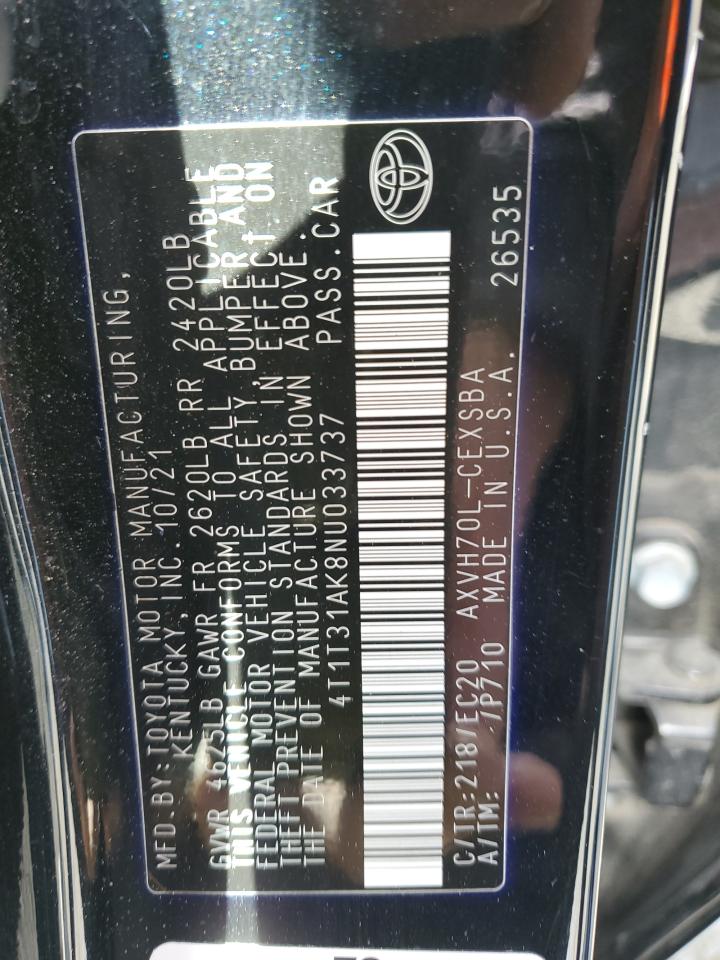 MFD.BY:TOYOTA MOTOR MANUFACTURING,
KENTUCKY, INC. 10/21
GVWR 4625LB GAWR FR 2620LB RR 2420LB
THIS VEHICLE CONFORMS TO ALL APPLICABLE
FEDERAL MOTOR VEHICLE SAFETY,BUMPER AND
THEFT PREVENTION STANDARDS IN EFFECT ON
THE DATE OF MANUFACTURE SHOWN ABOVE.
4T1T31AK8NU033737 PASS.CAR
C/TR:218/EC20 AXVH70L-CEXSBA 26535
A/TM: /P710 MADE IN U.S.A.